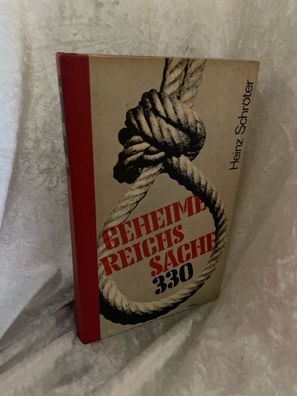 Heinz Schröter
GEHEIME
REICHS
SACHE
330